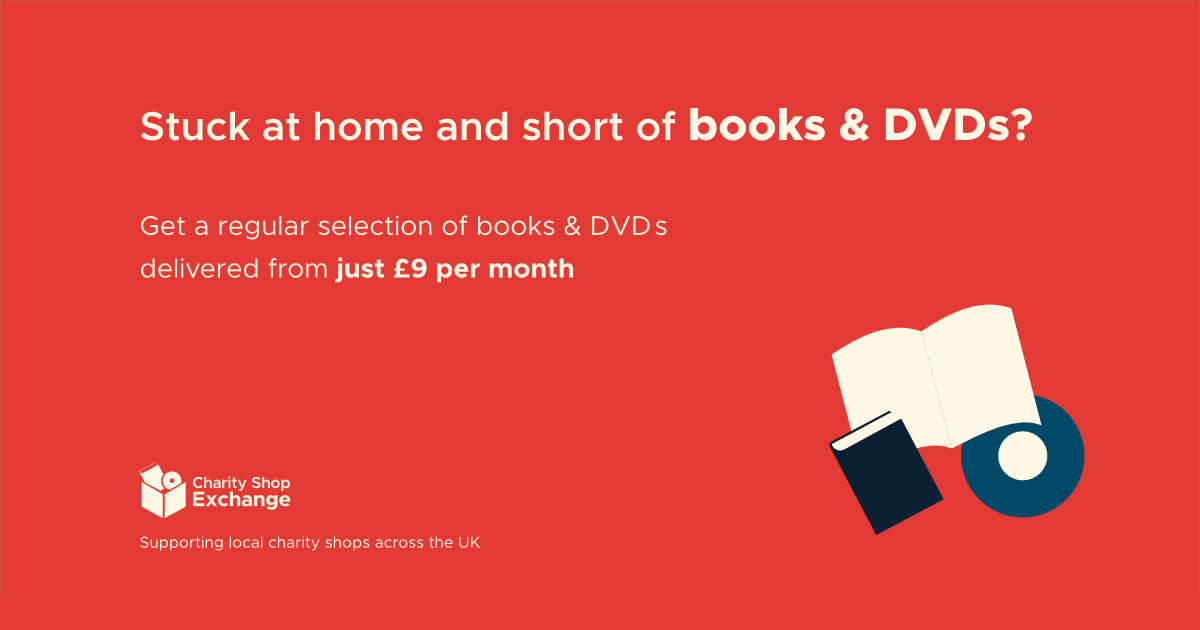 Stuck at home and short of books & DVDs?
Get a regular selection of books & DVDs
delivered from just £9 per month
Charity Shop
Exchange
Supporting local charity shops across the UK